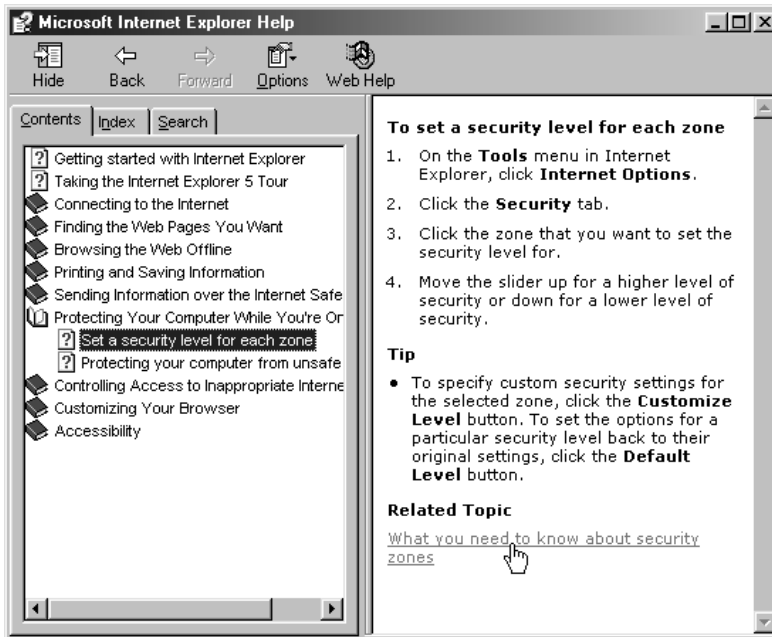 Microsoft Internet Explorer Help
Hide Back Forward Options Web Help
Contents Index Search
Getting started with Internet Explorer
Taking the Internet Explorer 5 Tour
Connecting to the Internet
Finding the Web Pages You Want
Browsing the Web Offline
Printing and Saving Information
Sending Information over the Internet Safe
Protecting Your Computer While You're Or
Set a security level for each zone
Protecting your computer from unsafe
Controlling Access to Inappropriate Interne
Customizing Your Browser
Accessibility
To set a security level for each zone
1. On the Tools menu in Internet
Explorer, click Internet Options.
2. Click the Security tab.
3. Click the zone that you want to set the
security level for.
4. Move the slider up for a higher level of
security or down for a lower level of
security.
Tip
• To specify custom security settings for
the selected zone, click the Customize
Level button. To set the options for a
particular security level back to their
original settings, click the Default
Level button.
Related Topic
What you need to know about security
zones